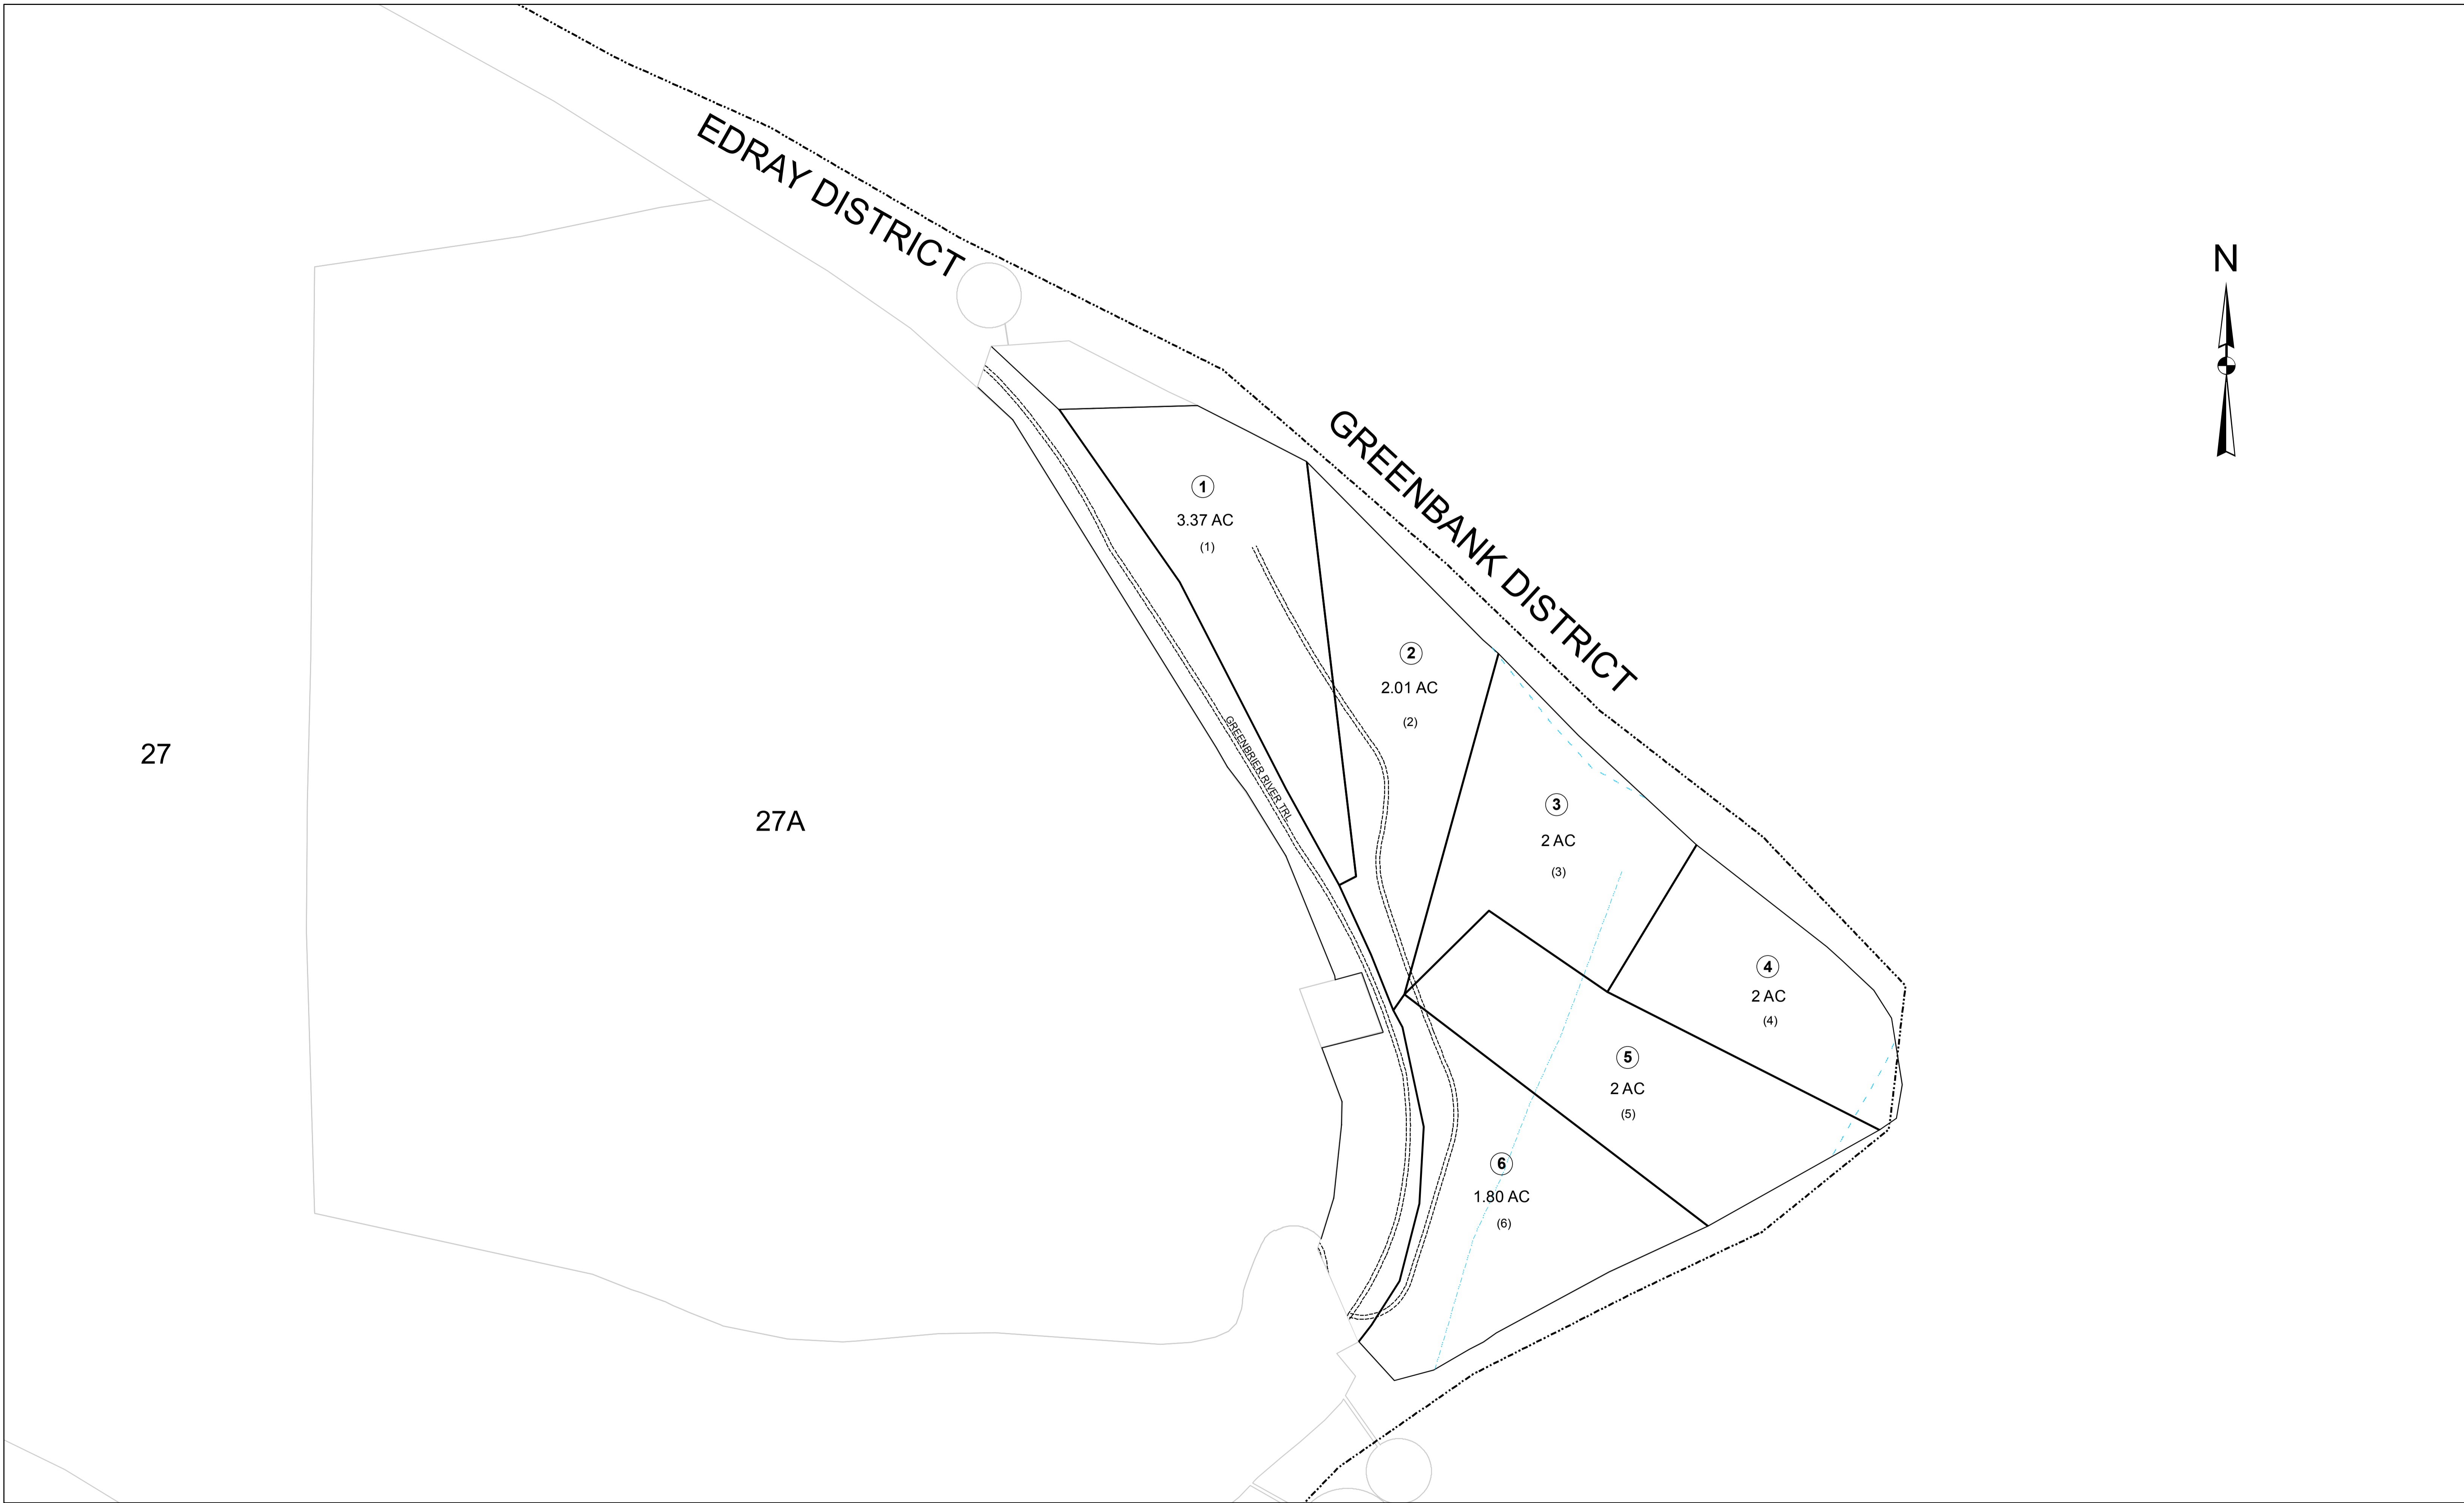 EDRAY DISTRICT
N
GREENBANK DISTRICT
1
3.37 AC
(1)
2
2.01 AC
(2)
GREENBRIER RIVER TRL
27
27A
3
2 AC
(3)
4
2 AC
(4)
5
2 AC
(5)
6
1.80 AC
(6)